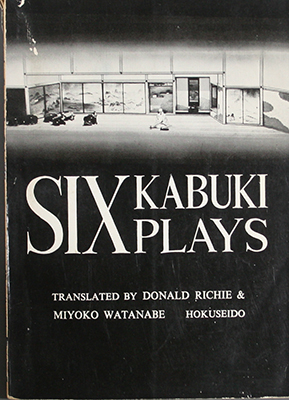 SIX KABUKI
PLAYS
TRANSLATED BY DONALD RICHIE &
MIYOKO WATANABE HOKUSEIDO